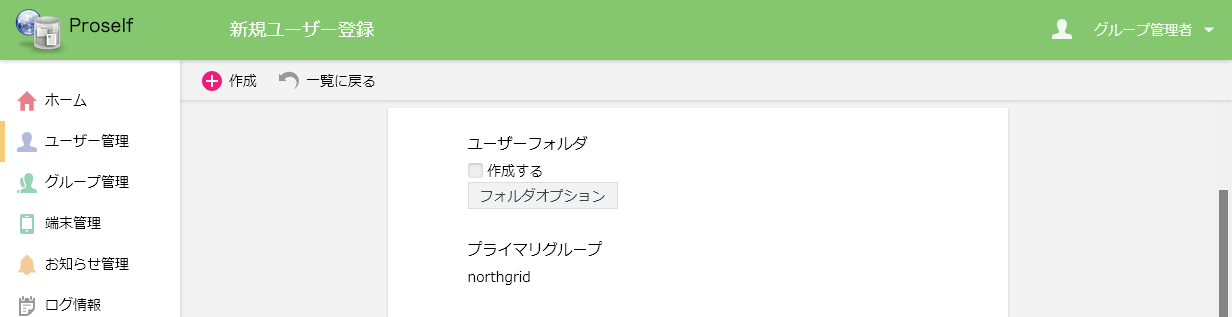 Proself
新規ユーザー登録
グループ管理者
作成
一覧に戻る
ホーム
ユーザー管理
グループ管理
端末管理
お知らせ管理
ログ情報
ユーザーフォルダ
作成する
フォルダオプション
プライマリグループ
northgrid